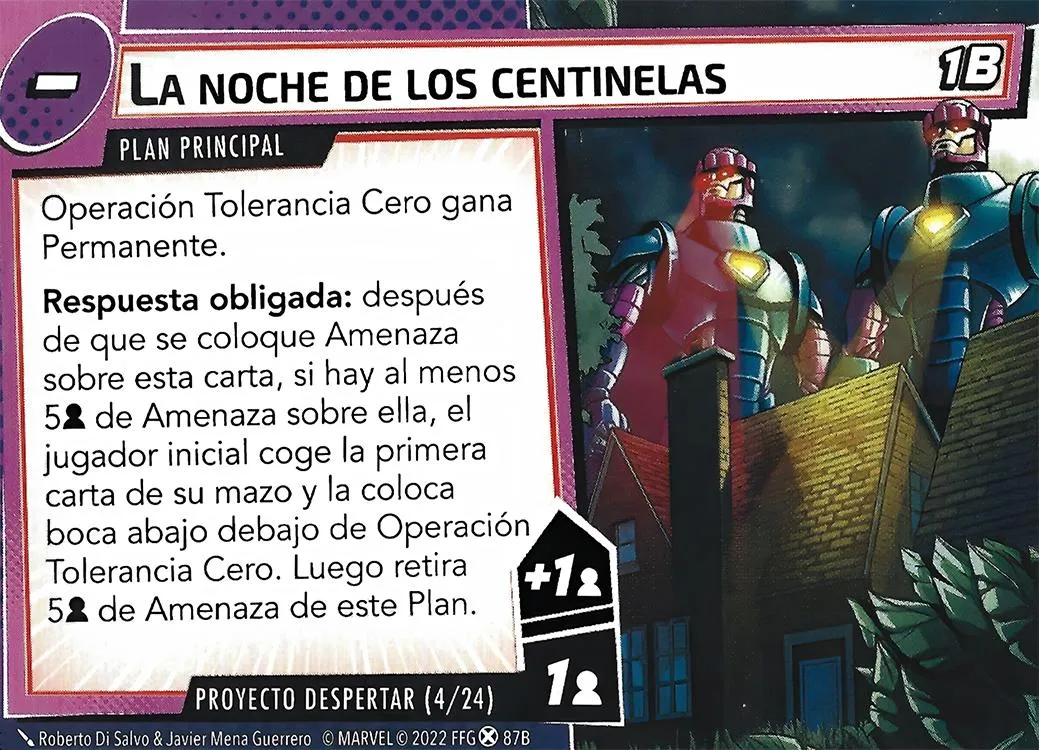 –
LA NOCHE DE LOS CENTINELAS
1B
PLAN PRINCIPAL
Operación Tolerancia Cero gana
Permanente.
Respuesta obligada: después
de que se coloque Amenaza
sobre esta carta, si hay al menos
5👤 de Amenaza sobre ella, el
jugador inicial coge la primera
carta de su mazo y la coloca
boca abajo debajo de Operación
Tolerancia Cero. Luego retira
5👤 de Amenaza de este Plan.
+1👤
1👤
PROYECTO DESPERTAR (4/24)
Roberto Di Salvo & Javier Mena Guerrero © MARVEL © 2022 FFG 87B